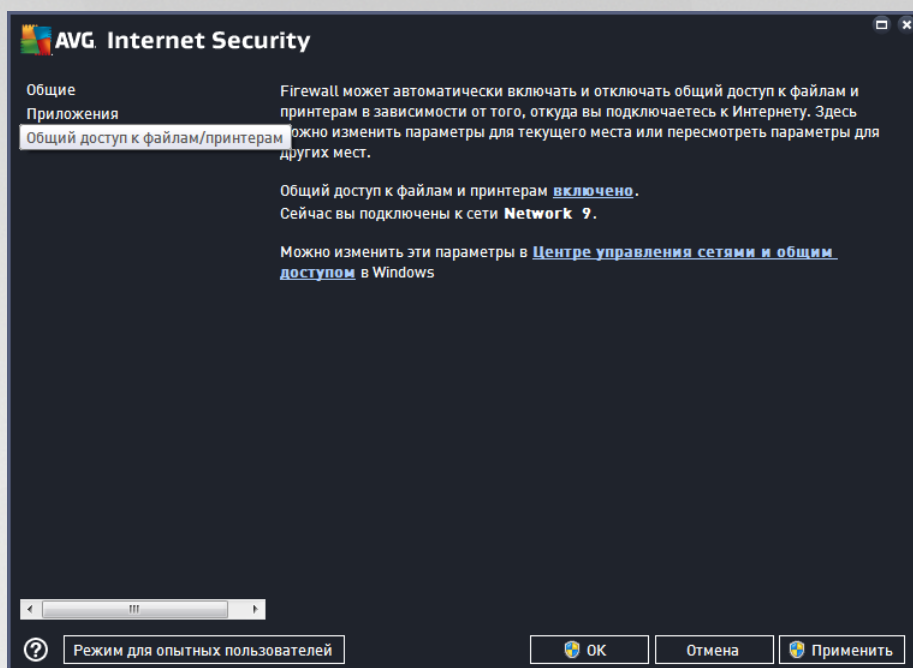 AVG. Internet Security
Общие
Приложения
Общий доступ к файлам/принтерам
Firewall может автоматически включать и отключать общий доступ к файлам и
принтерам в зависимости от того, откуда вы подключаетесь к Интернету. Здесь
можно изменить параметры для текущего места или пересмотреть параметры для
других мест.
Общий доступ к файлам и принтерам включено.
Сейчас вы подключены к сети Network 9.
Можно изменить эти параметры в Центре управления сетями и общим
доступом в Windows
? Режим для опытных пользователей
ОК
Отмена
Применить